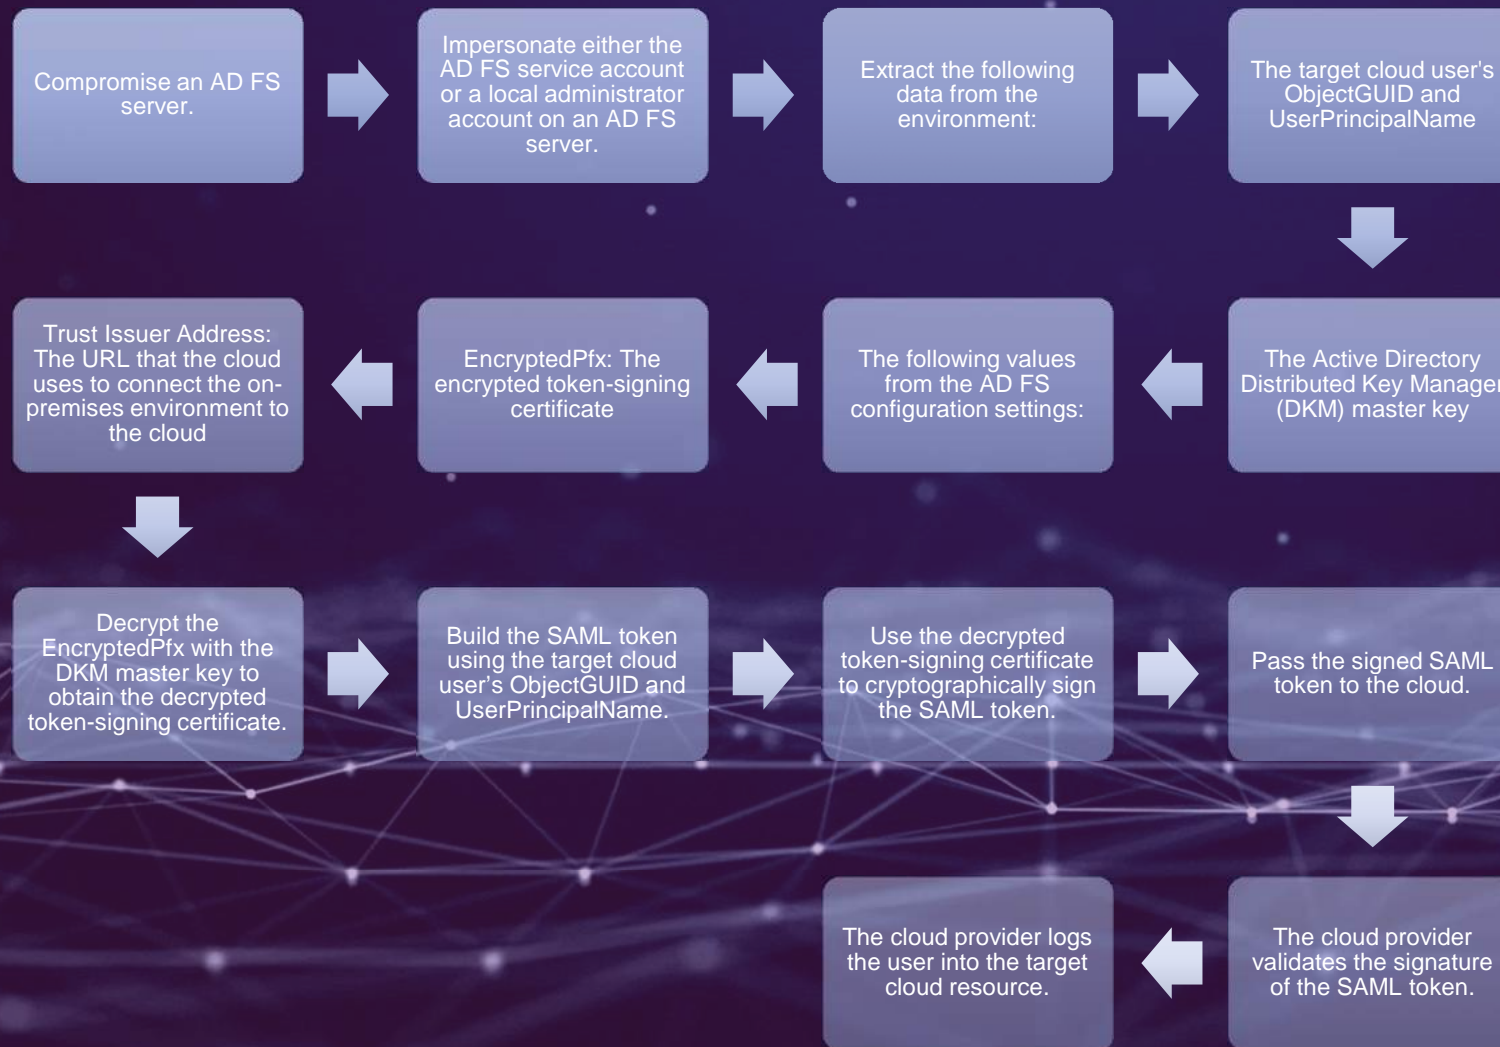 Compromise an AD FS
server.
Impersonate either the
AD FS service account
or a local administrator
account on an AD FS
server.
Extract the following
data from the
environment:
The target cloud user's
ObjectGUID and
UserPrincipalName
The Active Directory
Distributed Key Manager
(DKM) master key
The following values
from the AD FS
configuration settings:
EncryptedPfx: The
encrypted token-signing
certificate
Trust Issuer Address:
The URL that the cloud
uses to connect the on-
premises environment to
the cloud
Decrypt the
EncryptedPfx with the
DKM master key to
obtain the decrypted
token-signing certificate.
Build the SAML token
using the target cloud
user’s ObjectGUID and
UserPrincipalName.
Use the decrypted
token-signing certificate
to cryptographically sign
the SAML token.
Pass the signed SAML
token to the cloud.
The cloud provider
validates the signature
of the SAML token.
The cloud provider logs
the user into the target
cloud resource.